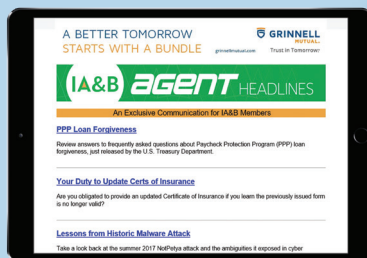 A BETTER TOMORROW
STARTS WITH A BUNDLE
grinnellmutual.com
GRINNELL
MUTUAL.
Trust in Tomorrow.®
IA&B AGENT HEADLINES
An Exclusive Communication for IA&B Members
PPP Loan Forgiveness
Review answers to frequently asked questions about Paycheck Protection Program (PPP) loan
forgiveness, just released by the U.S. Treasury Department.
Your Duty to Update Certs of Insurance
Are you obligated to provide an updated Certificate of Insurance if you learn the previously issued form
is no longer valid?
Lessons from Historic Malware Attack
Take a look back at the summer 2017 NotPetya attack and the ambiguities it exposed in cyber